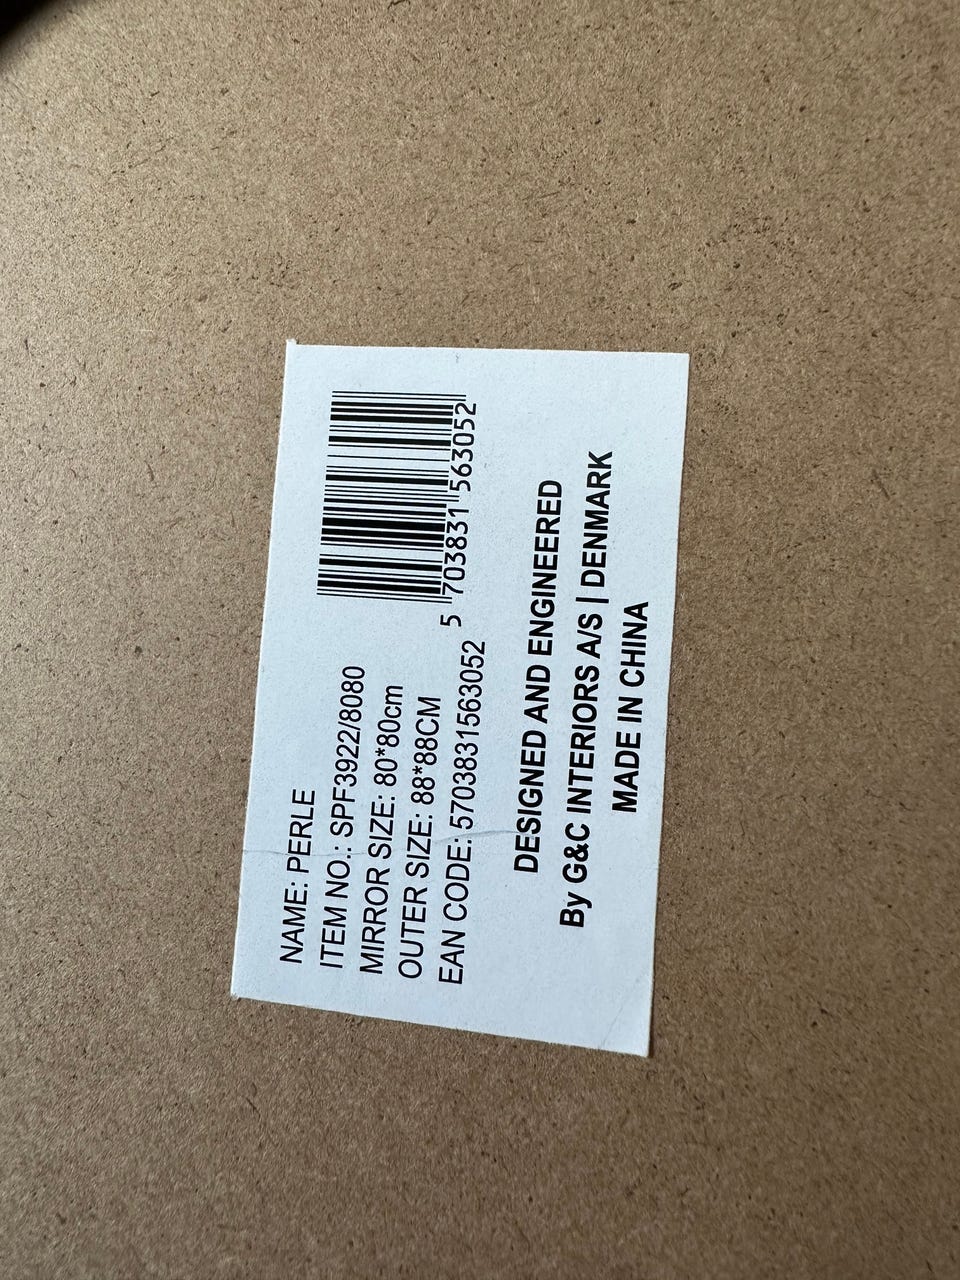 NAME: PERLE
ITEM NO.: SPF3922/8080
MIRROR SIZE: 80*80cm
OUTER SIZE: 88*88CM
EAN CODE: 5703831563052
5 703831 563052
DESIGNED AND ENGINEERED
By G&C INTERIORS A/S | DENMARK
MADE IN CHINA